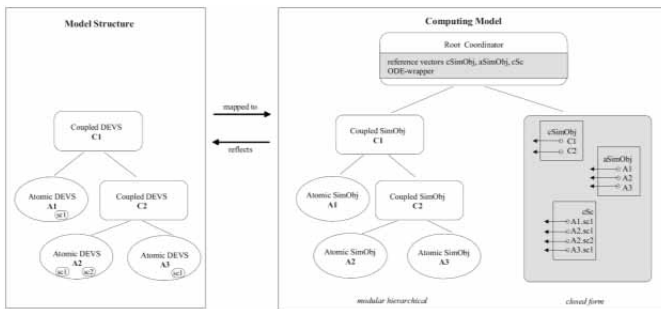 Model Structure
Coupled DEVS
C1
Atomic DEVS
A1
sc1
Coupled DEVS
C2
Atomic DEVS
A2
sc1 sc2
Atomic DEVS
A3
sc1
mapped to
reflects
Computing Model
Root Coordinator
reference vectors cSimObj, aSimObj, cSc
ODE-wrapper
Coupled SimObj
C1
Atomic SimObj
A1
Coupled SimObj
C2
Atomic SimObj
A2
Atomic SimObj
A3
modular hierarchical
cSimObj
C1
C2
aSimObj
A1
A2
A3
cSc
A1.sc1
A2.sc1
A2.sc2
A3.sc1
closed form